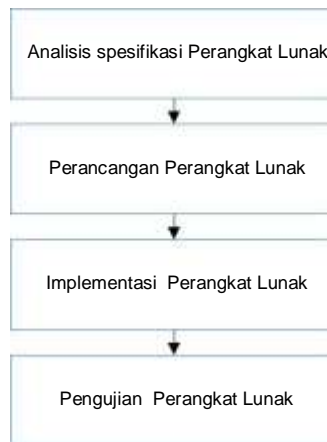 Analisis spesifikasi Perangkat Lunak
Perancangan Perangkat Lunak
Implementasi  Perangkat Lunak
Pengujian  Perangkat Lunak